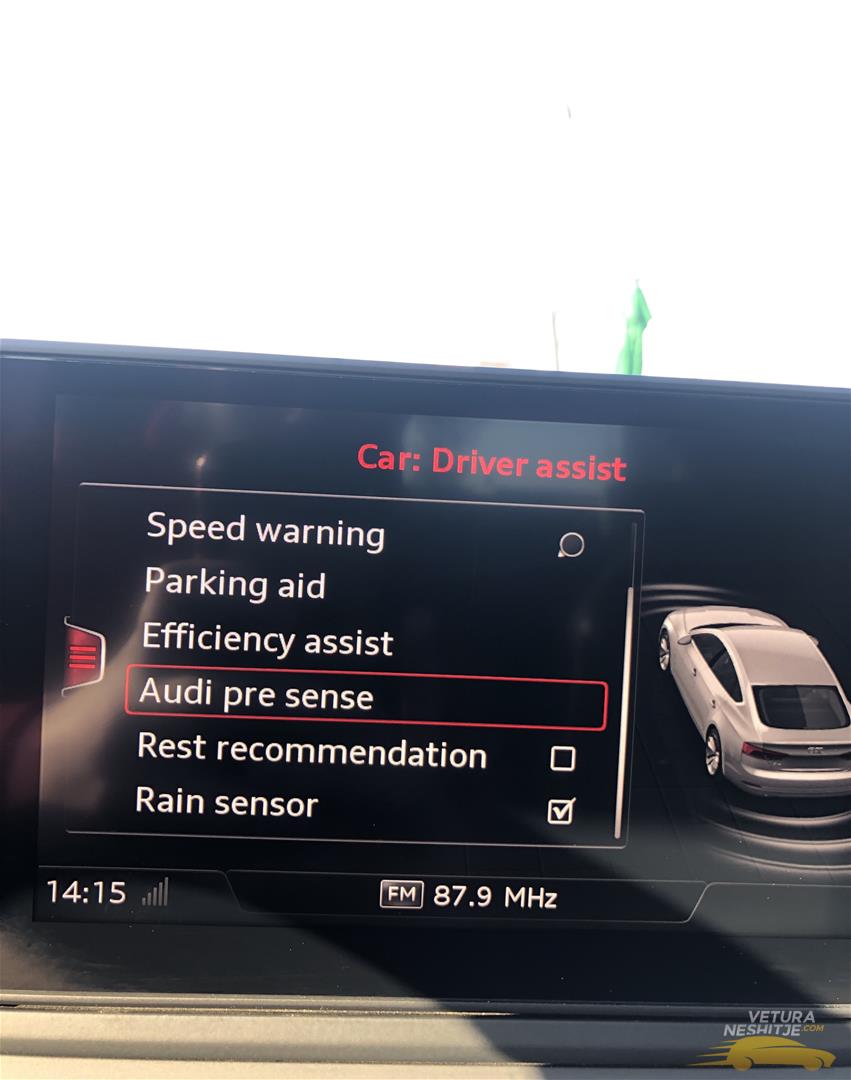 Car: Driver assist
Speed warning
Parking aid
Efficiency assist
Audi pre sense
Rest recommendation
Rain sensor
14:15
FM 87.9 MHz
VETURA
NESHITJE.COM